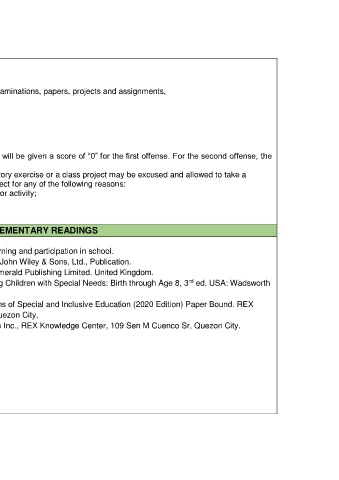 aminations, papers, projects and assignments,
will be given a score of “0” for the first offense. For the second offense, the
tory exercise or a class project may be excused and allowed to take a
ect for any of the following reasons:
or activity;
EMENTARY READINGS
rning and participation in school.
John Wiley & Sons, Ltd., Publication.
merald Publishing Limited. United Kingdom.
g Children with Special Needs: Birth through Age 8, 3rd ed. USA: Wadsworth
ns of Special and Inclusive Education (2020 Edition) Paper Bound. REX
uezon City.
n Inc., REX Knowledge Center, 109 Sen M Cuenco Sr, Quezon City.